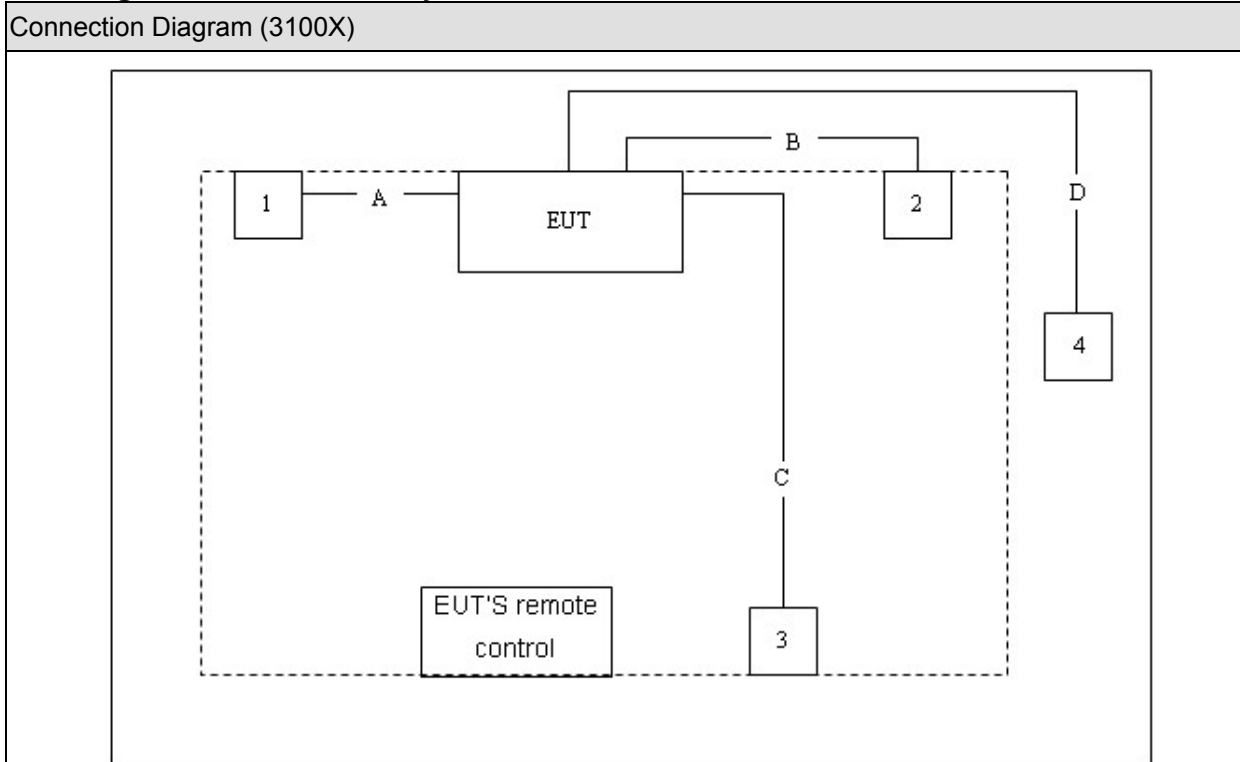 Connection Diagram (3100X)
B
1
A
EUT
2
D
4
C
EUT'S remote
control
3